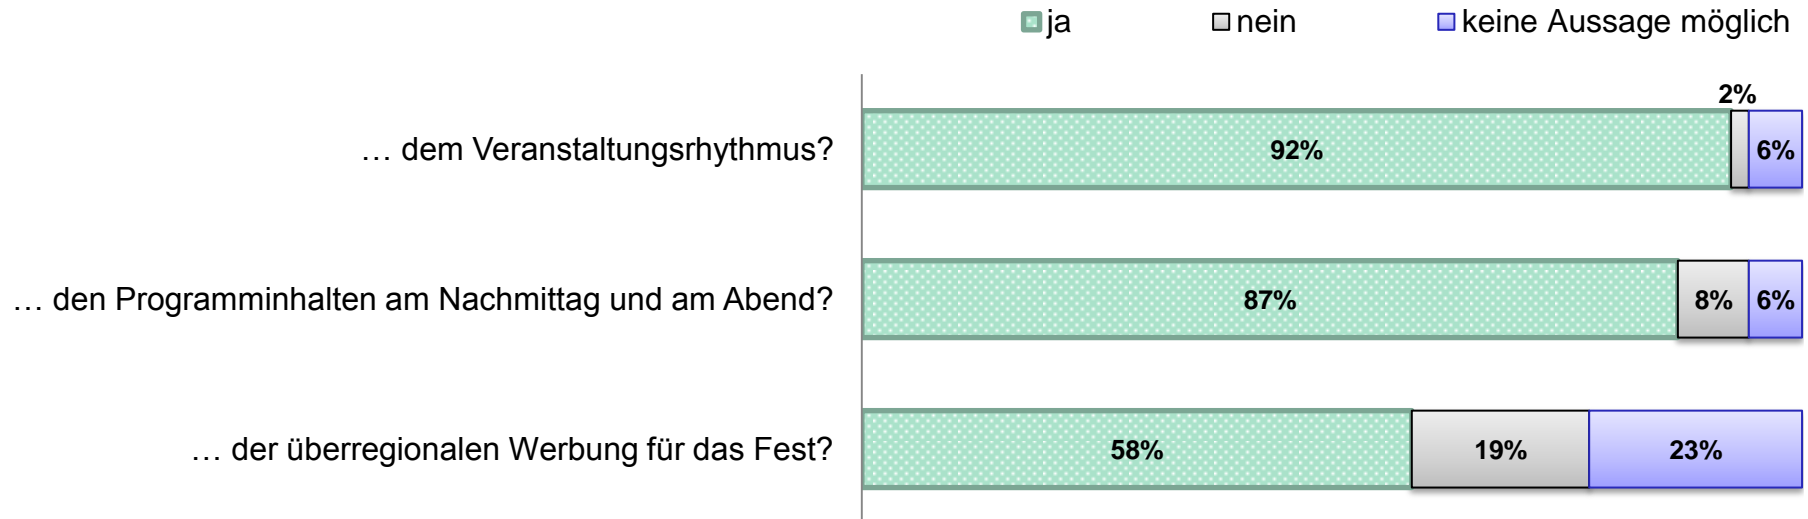 ja nein keine Aussage möglich
2%
… dem Veranstaltungsrhythmus? 92% 6%
… den Programminhalten am Nachmittag und am Abend? 87% 8% 6%
… der überregionalen Werbung für das Fest? 58% 19% 23%